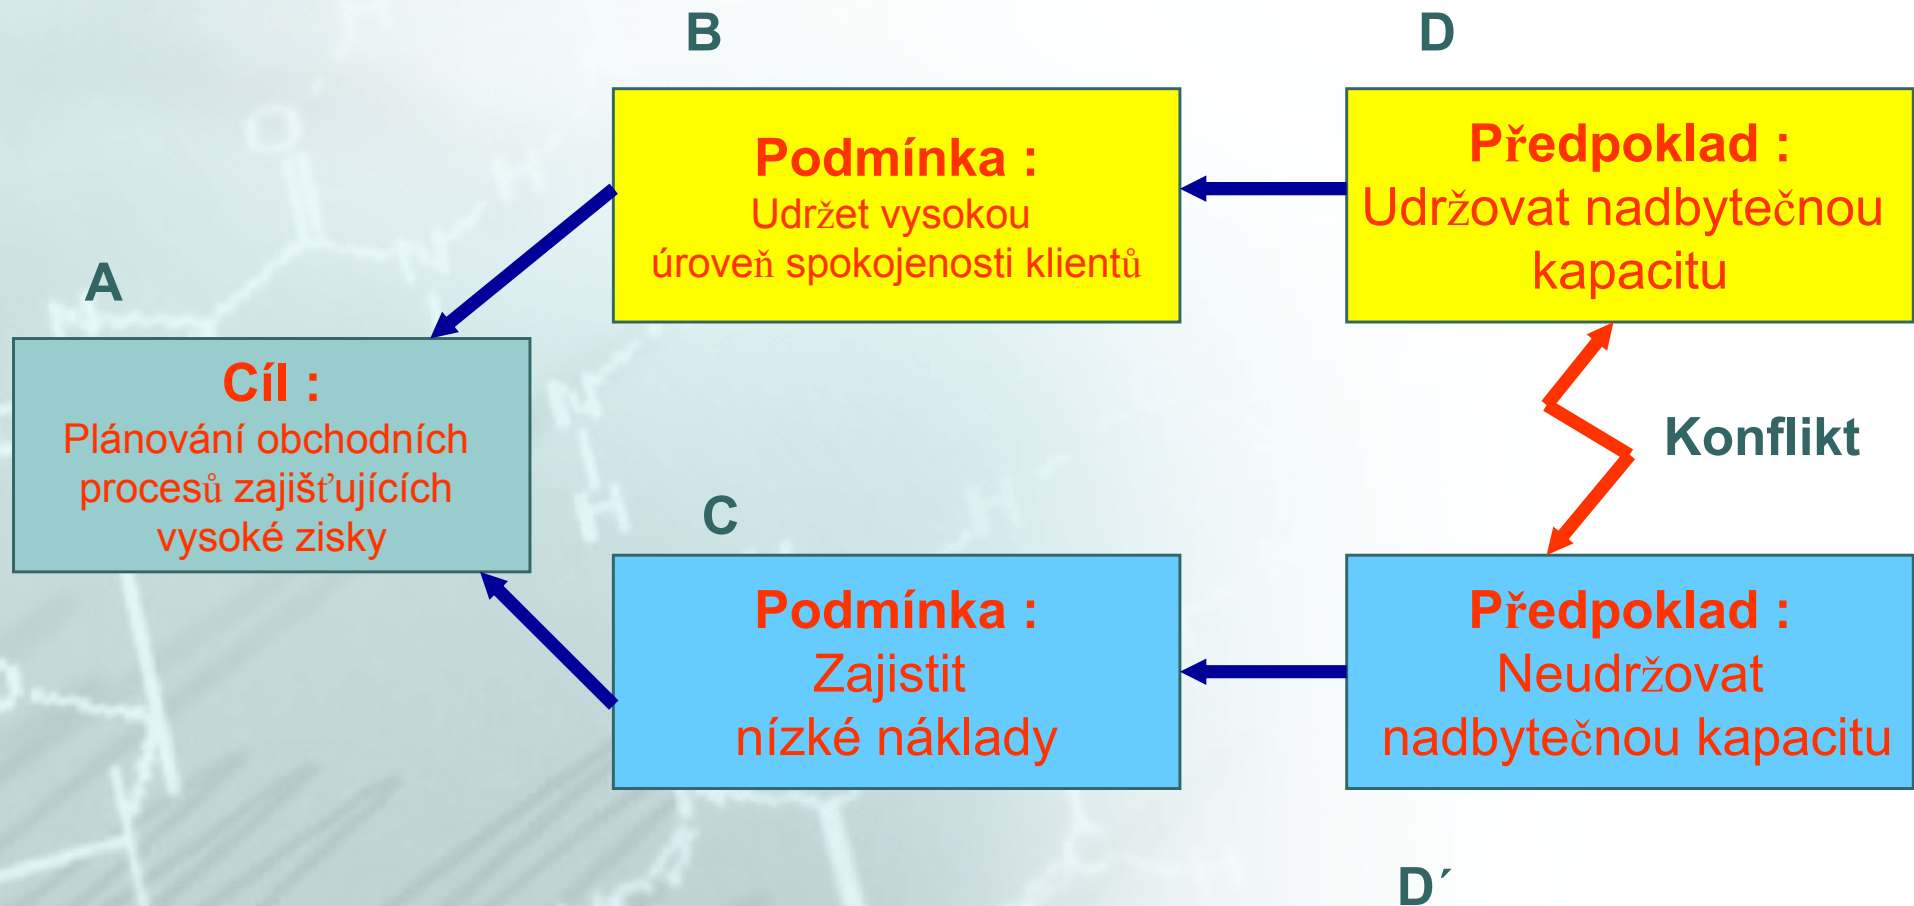 B
D
Podmínka :
Udržet vysokou
úroveň spokojenosti klientů
Předpoklad :
Udržovat nadbytečnou
kapacitu
A
Cíl :
Plánování obchodních
procesů zajišťujících
vysoké zisky
Konflikt
C
Podmínka :
Zajistit
nízké náklady
Předpoklad :
Neudržovat
nadbytečnou kapacitu
D´
O
N
H
N
H
H
N
H
O
H